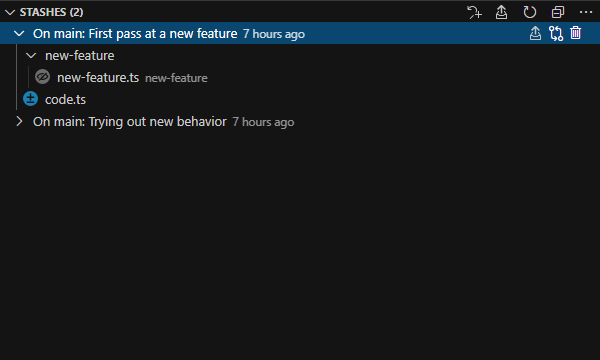 STASHES (2)
On main: First pass at a new feature 7 hours ago
new-feature
new-feature.ts new-feature
code.ts
On main: Trying out new behavior 7 hours ago